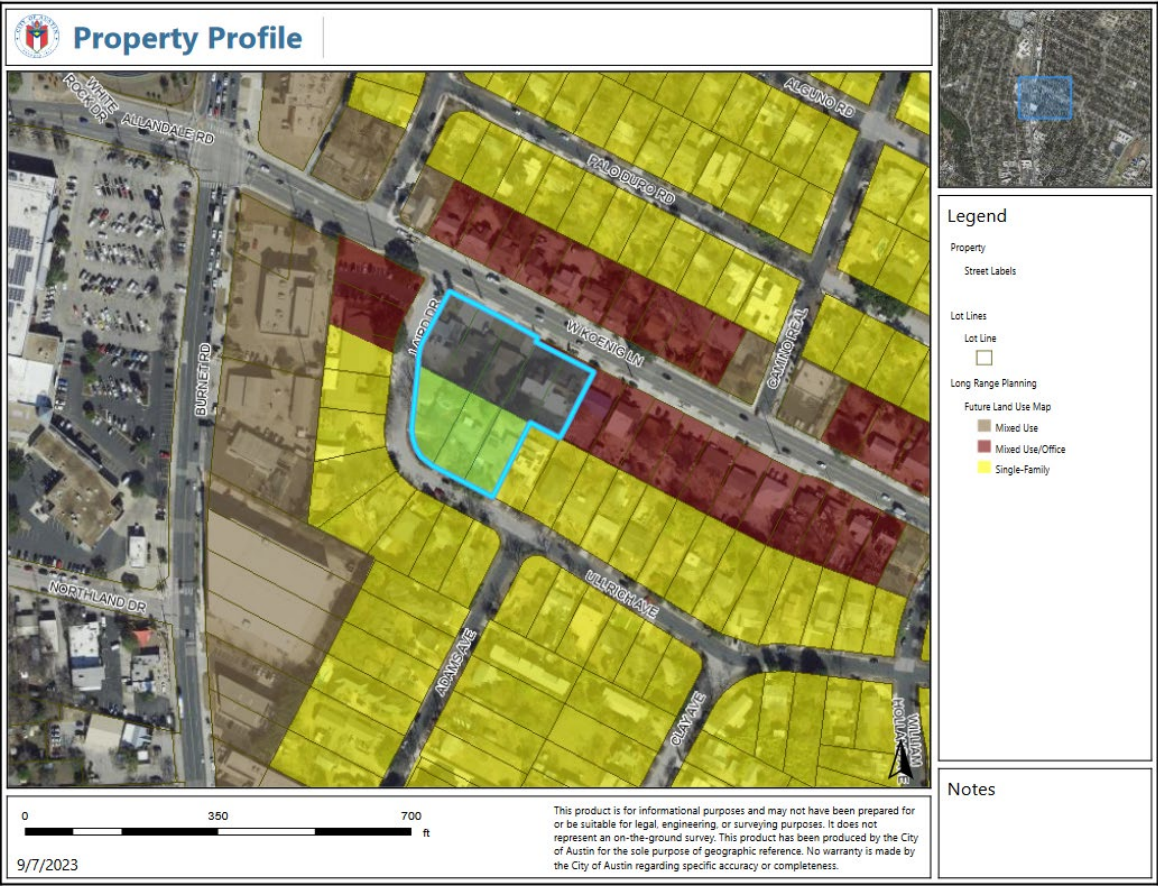 Property Profile
WHITE
ROCK DR
ALLANDALE RD
ALGUNO RD
PALO DURO RD
LAIRD DR
W KOENIG LN
CAMINO REAL
BURNET RD
NORTHLAND DR
ULLRICH AVE
ADAMS AVE
CLAY AVE
WILLIAM
Legend
Property
Street Labels
Lot Lines
Lot Line
Long Range Planning
Future Land Use Map
Mixed Use
Mixed Use/Office
Single-Family
Notes
0 350 700
ft
9/7/2023
This product is for informational purposes and may not have been prepared for
or be suitable for legal, engineering, or surveying purposes. It does not
represent an on-the-ground survey. This product has been produced by the City
of Austin for the sole purpose of geographic reference. No warranty is made by
the City of Austin regarding specific accuracy or completeness.